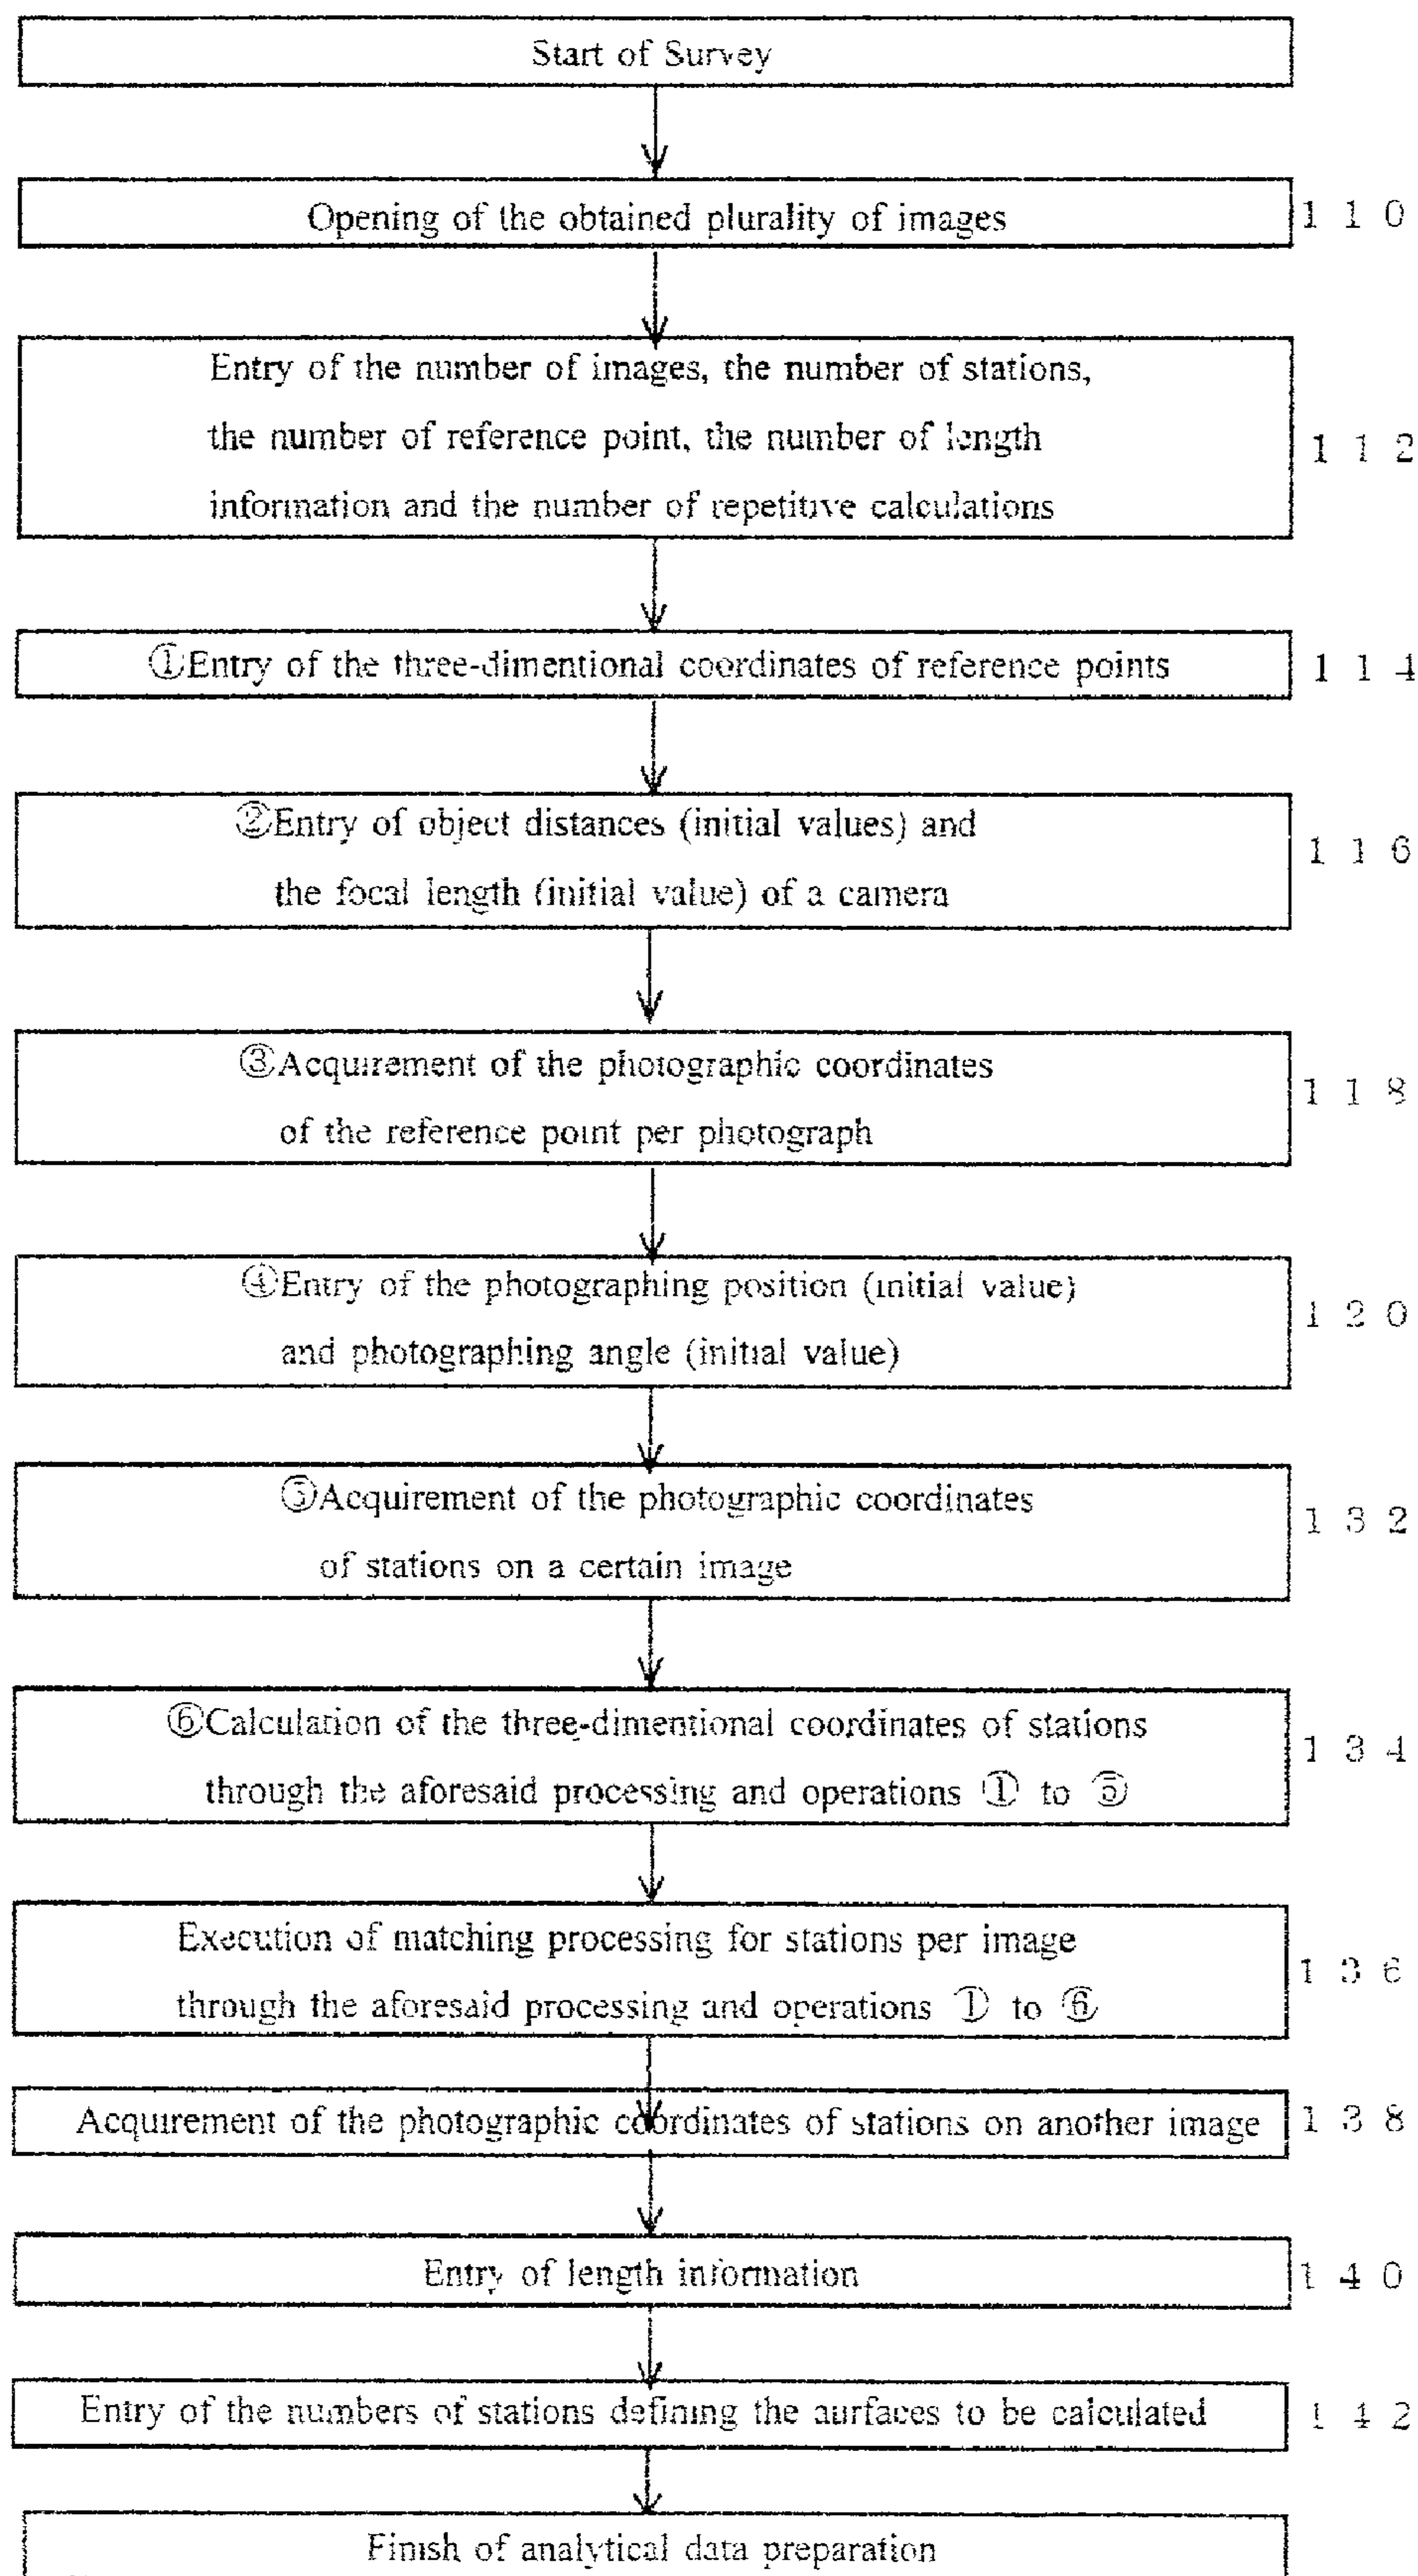 Start of Survey
Opening of the obtained plurality of images
1 1 0
Entry of the number of images, the number of stations,
the number of reference point, the number of length
information and the number of repetitive calculations
1 1 2
①Entry of the three-dimentional coordinates of reference points
1 1 4
②Entry of object distances (initial values) and
the focal length (initial value) of a camera
1 1 6
③Acquirement of the photographic coordinates
of the reference point per photograph
1 1 8
④Entry of the photographing position (initial value)
and photographing angle (initial value)
1 2 0
⑤Acquirement of the photographic coordinates
of stations on a certain image
1 3 2
⑥Calculation of the three-dimentional coordinates of stations
through the aforesaid processing and operations ① to ⑤
1 3 4
Execution of matching processing for stations per image
through the aforesaid processing and operations ① to ⑥
1 3 6
Acquirement of the photographic coordinates of stations on another image
1 3 8
Entry of length information
1 4 0
Entry of the numbers of stations defining the aurfaces to be calculated
1 4 2
Finish of analytical data preparation